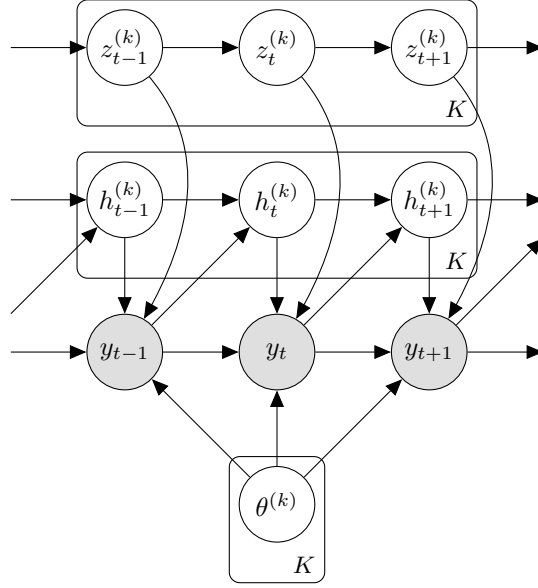 z_{t-1}^{(k)} z_t^{(k)} z_{t+1}^{(k)}
K
h_{t-1}^{(k)} h_t^{(k)} h_{t+1}^{(k)}
K
y_{t-1} y_t y_{t+1}
θ^{(k)}
K